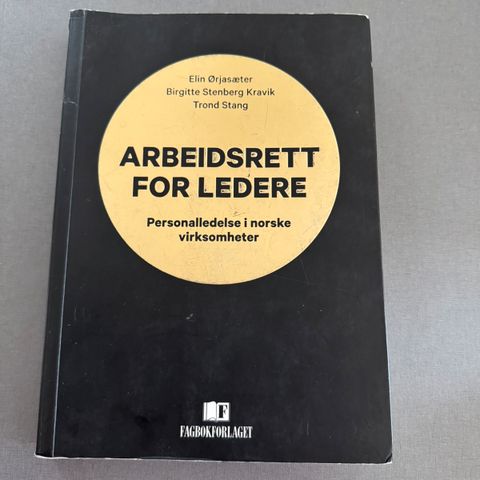 Elin Ørjasæter
Birgitte Stenberg Kravik
Trond Stang
ARBEIDSRETT
FOR LEDERE
Personalledelse i norske
virksomheter
F
FAGBOKFORLAGET